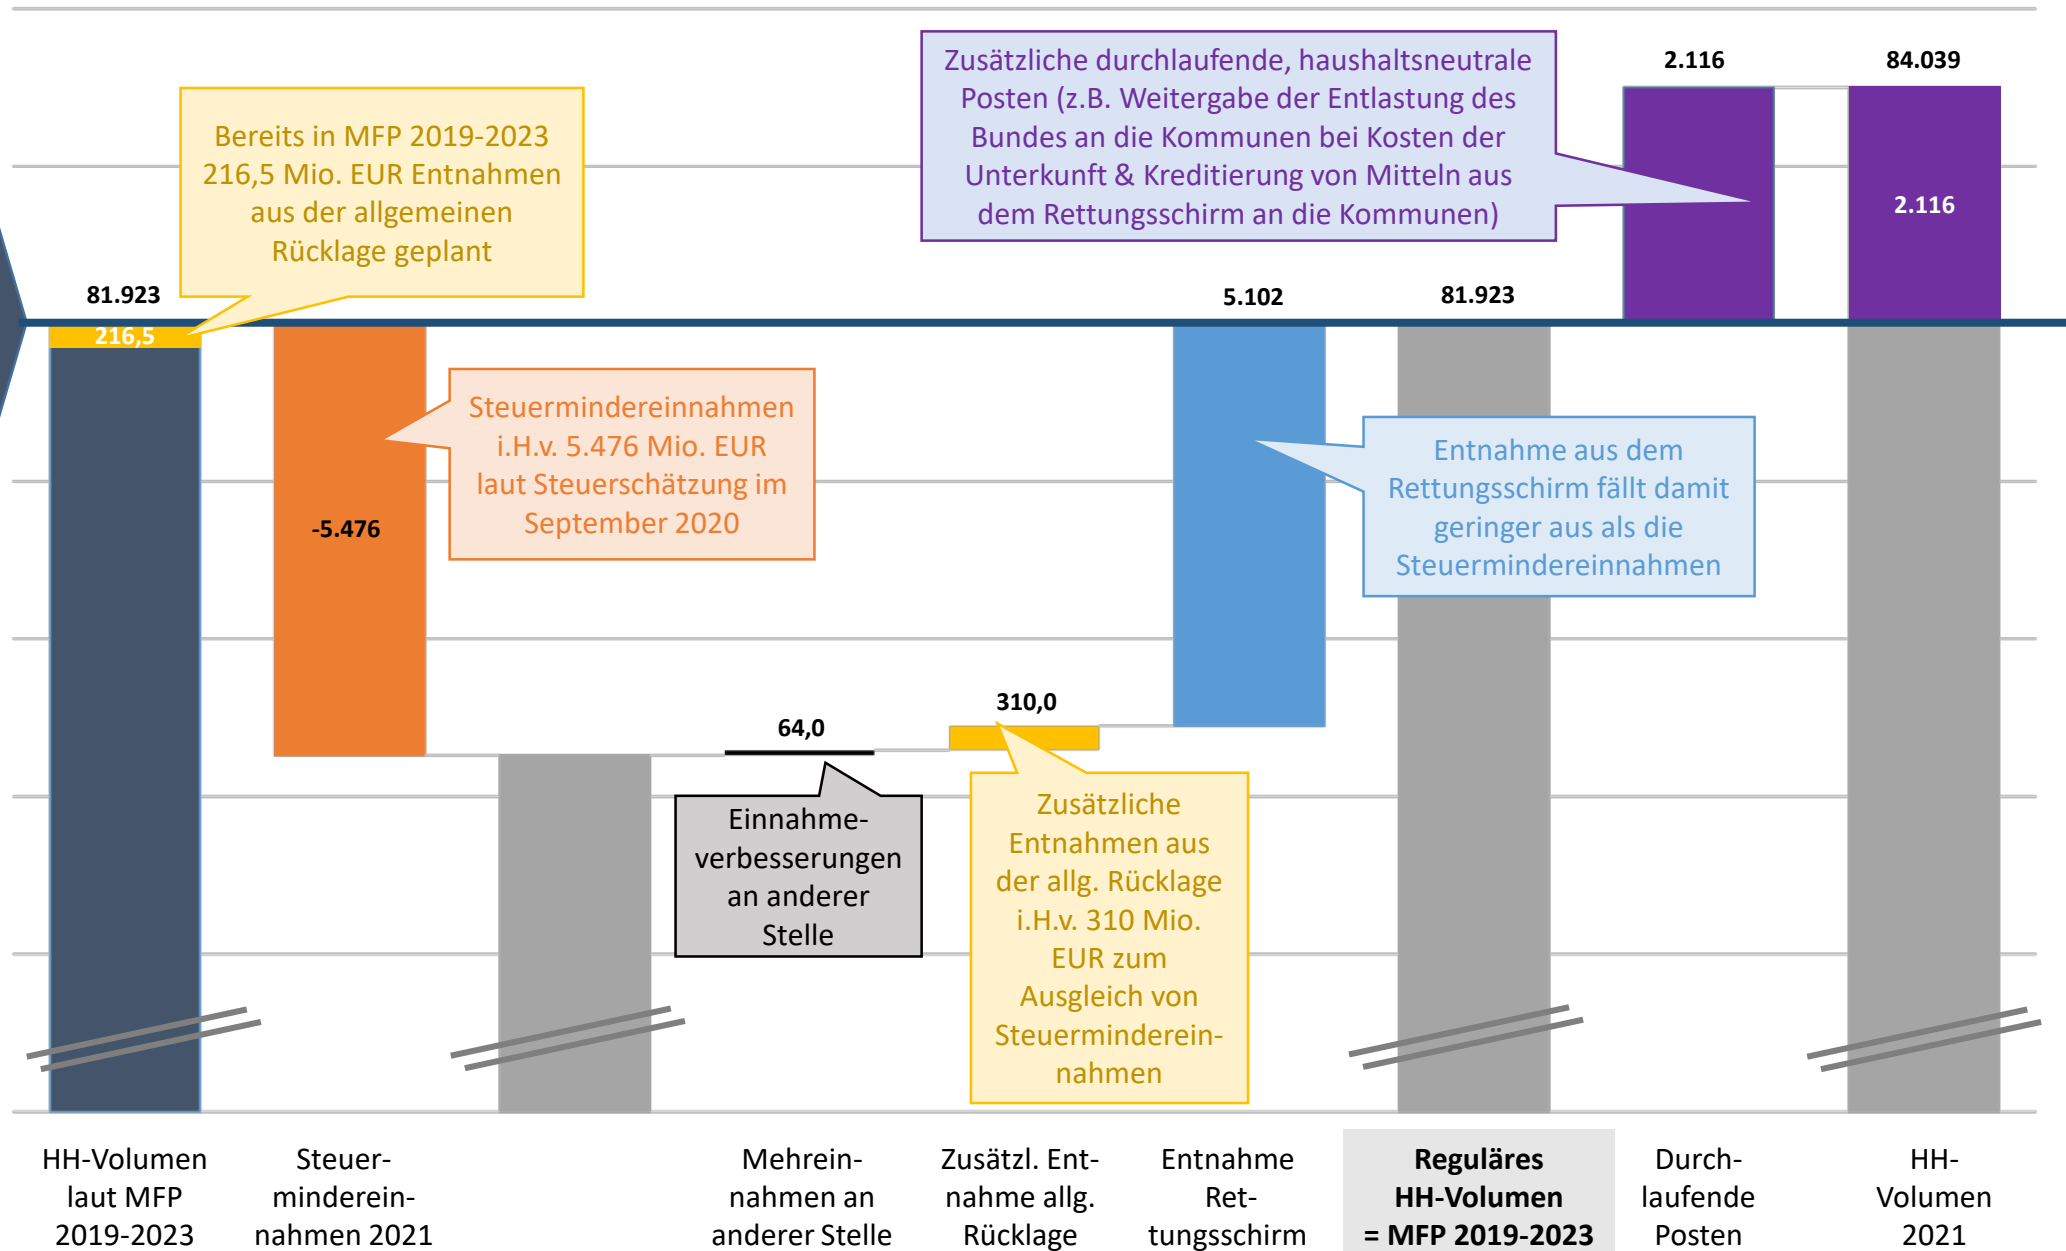 Zusätzliche durchlaufende, haushaltsneutrale
Posten (z.B. Weitergabe der Entlastung des
Bundes an die Kommunen bei Kosten der
Unterkunft & Kreditierung von Mitteln aus
dem Rettungsschirm an die Kommunen)
2.116
84.039
Bereits in MFP 2019-2023
216,5 Mio. EUR Entnahmen
aus der allgemeinen
Rücklage geplant
2.116
81.923
5.102
81.923
216,5
Steuermindereinnahmen
i.H.v. 5.476 Mio. EUR
laut Steuerschätzung im
September 2020
-5.476
Entnahme aus dem
Rettungsschirm fällt damit
geringer aus als die
Steuermindereinnahmen
64,0
310,0
Einnahme-
verbesserungen
an anderer
Stelle
Zusätzliche
Entnahmen aus
der allg. Rücklage
i.H.v. 310 Mio.
EUR zum
Ausgleich von
Steuerminderein-
nahmen
HH-Volumen
laut MFP
2019-2023
Steuer-
minderein-
nahmen 2021
Mehrein-
nahmen an
anderer Stelle
Zusätzl. Ent-
nahme allg.
Rücklage
Entnahme
Ret-
tungsschirm
Reguläres
HH-Volumen
= MFP 2019-2023
Durch-
laufende
Posten
HH-
Volumen
2021